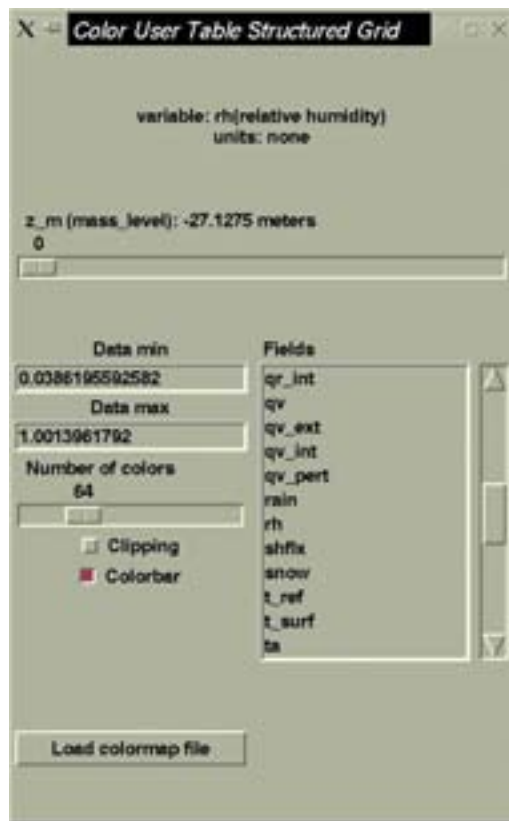 Color User Table Structured Grid
variable: rh(relative humidity)
units: none
z_m (mass_level): -27.1275 meters
0
Data min
0.0386195592582
Data max
1.0013961792
Number of colors
64
Clipping
Colorbar
Fields
qr_int
qv
qv_ext
qv_int
qv_pert
rain
rh
shflx
snow
t_ref
t_surf
ta
Load colormap file